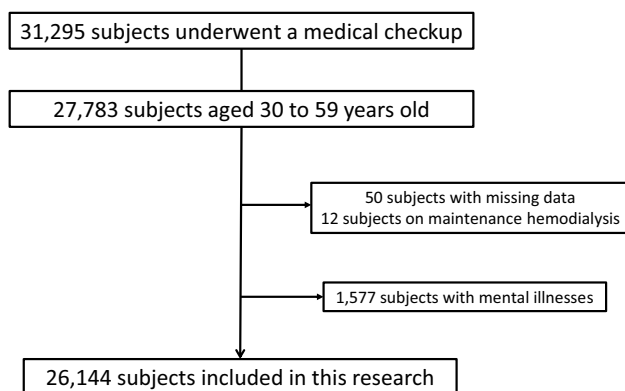 31,295 subjects underwent a medical checkup
27,783 subjects aged 30 to 59 years old
50 subjects with missing data
12 subjects on maintenance hemodialysis
1,577 subjects with mental illnesses
26,144 subjects included in this research